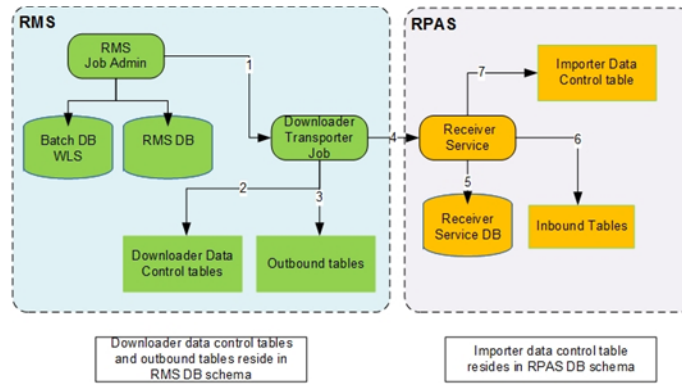 RMS
RPAS
RMS
Job Admin
1
7
Importer Data
Control table
Batch DB
WLS
RMS DB
Downloader
Transporter
Job
4
Receiver
Service
6
2
3
5
Downloader Data
Control tables
Outbound tables
Receiver
Service DB
Inbound Tables
Downloader data control tables
and outbound tables reside in
RMS DB schema
Importer data control table
resides in RPAS DB schema